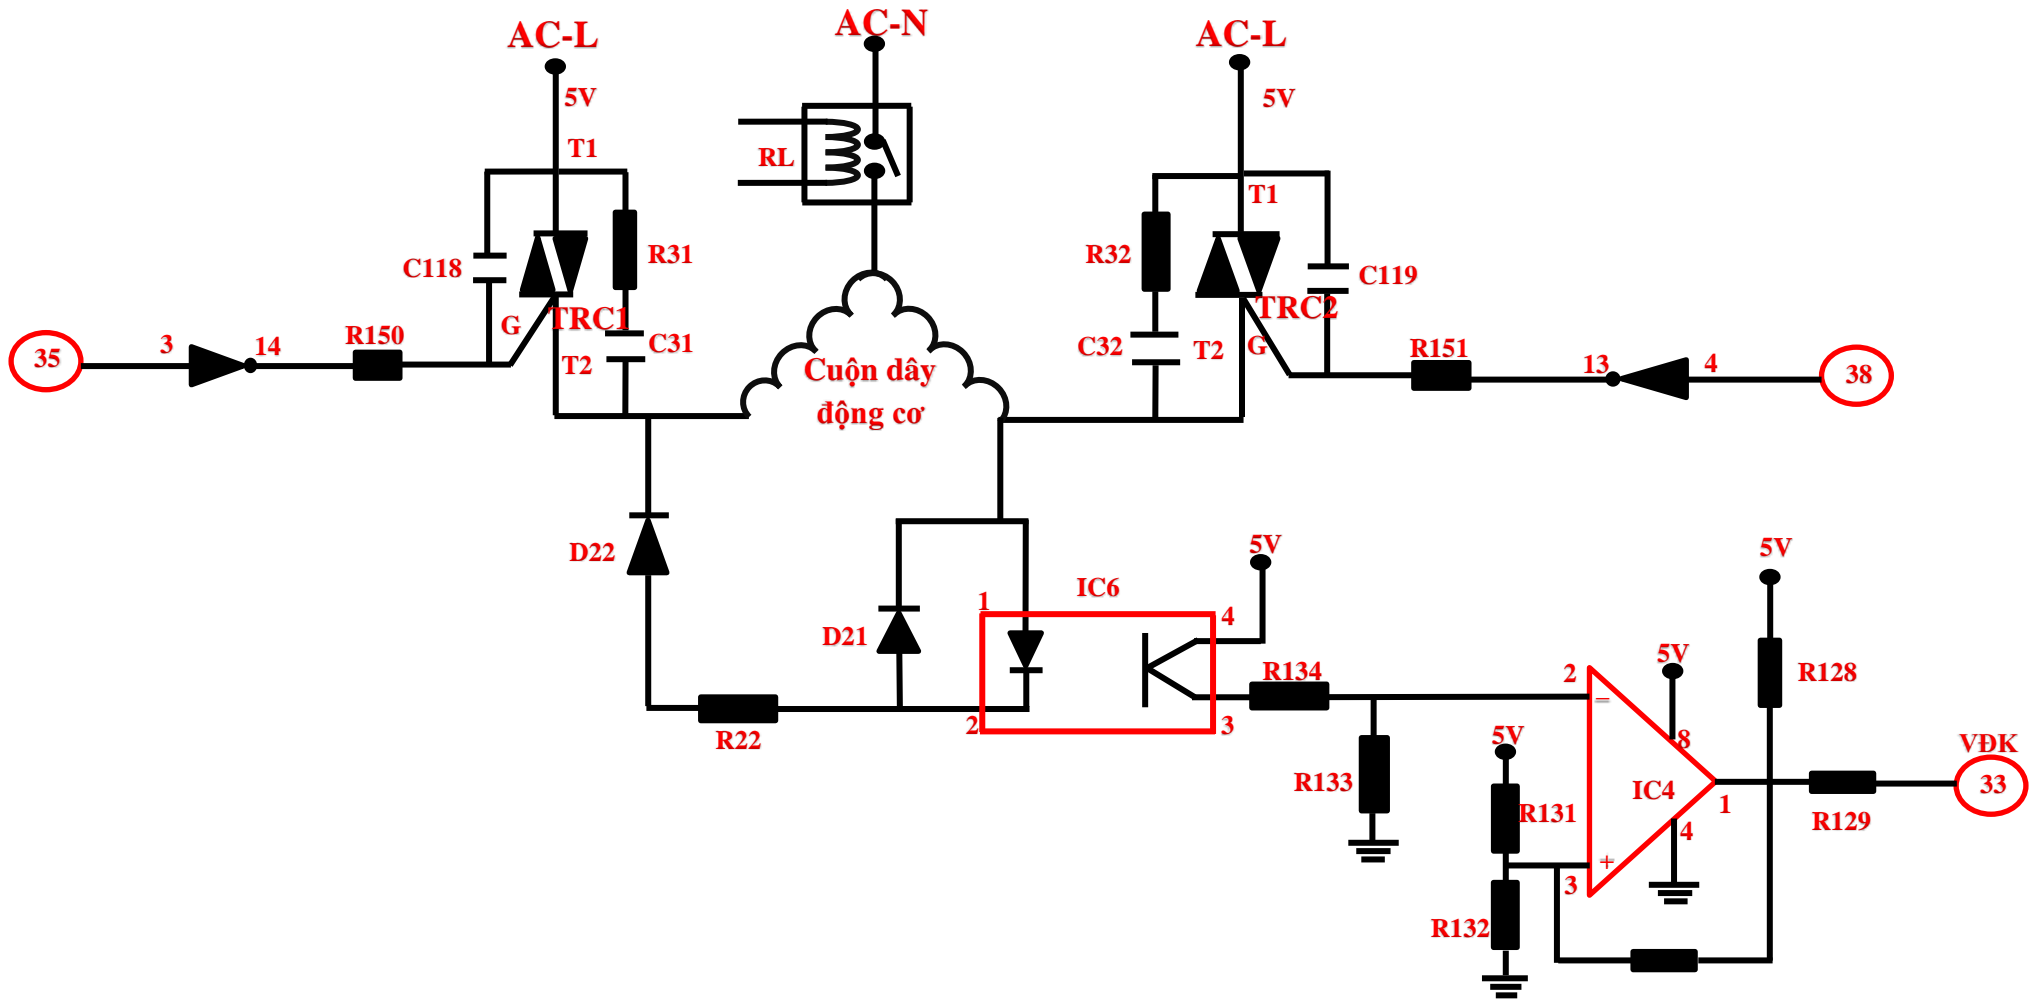 AC-L
AC-N
AC-L
5V
5V
T1
RL
T1
C118
R31
R32
C119
TRC1
TRC2
35
3
14
R150
G
T2
C31
Cuộn dây
động cơ
C32
T2
G
R151
13
4
38
D22
D21
1
IC6
4
5V
5V
2
3
R22
R134
2
−
5V
8
R128
R133
5V
R131
IC4
1
4
+
3
R132
R129
VĐK
33